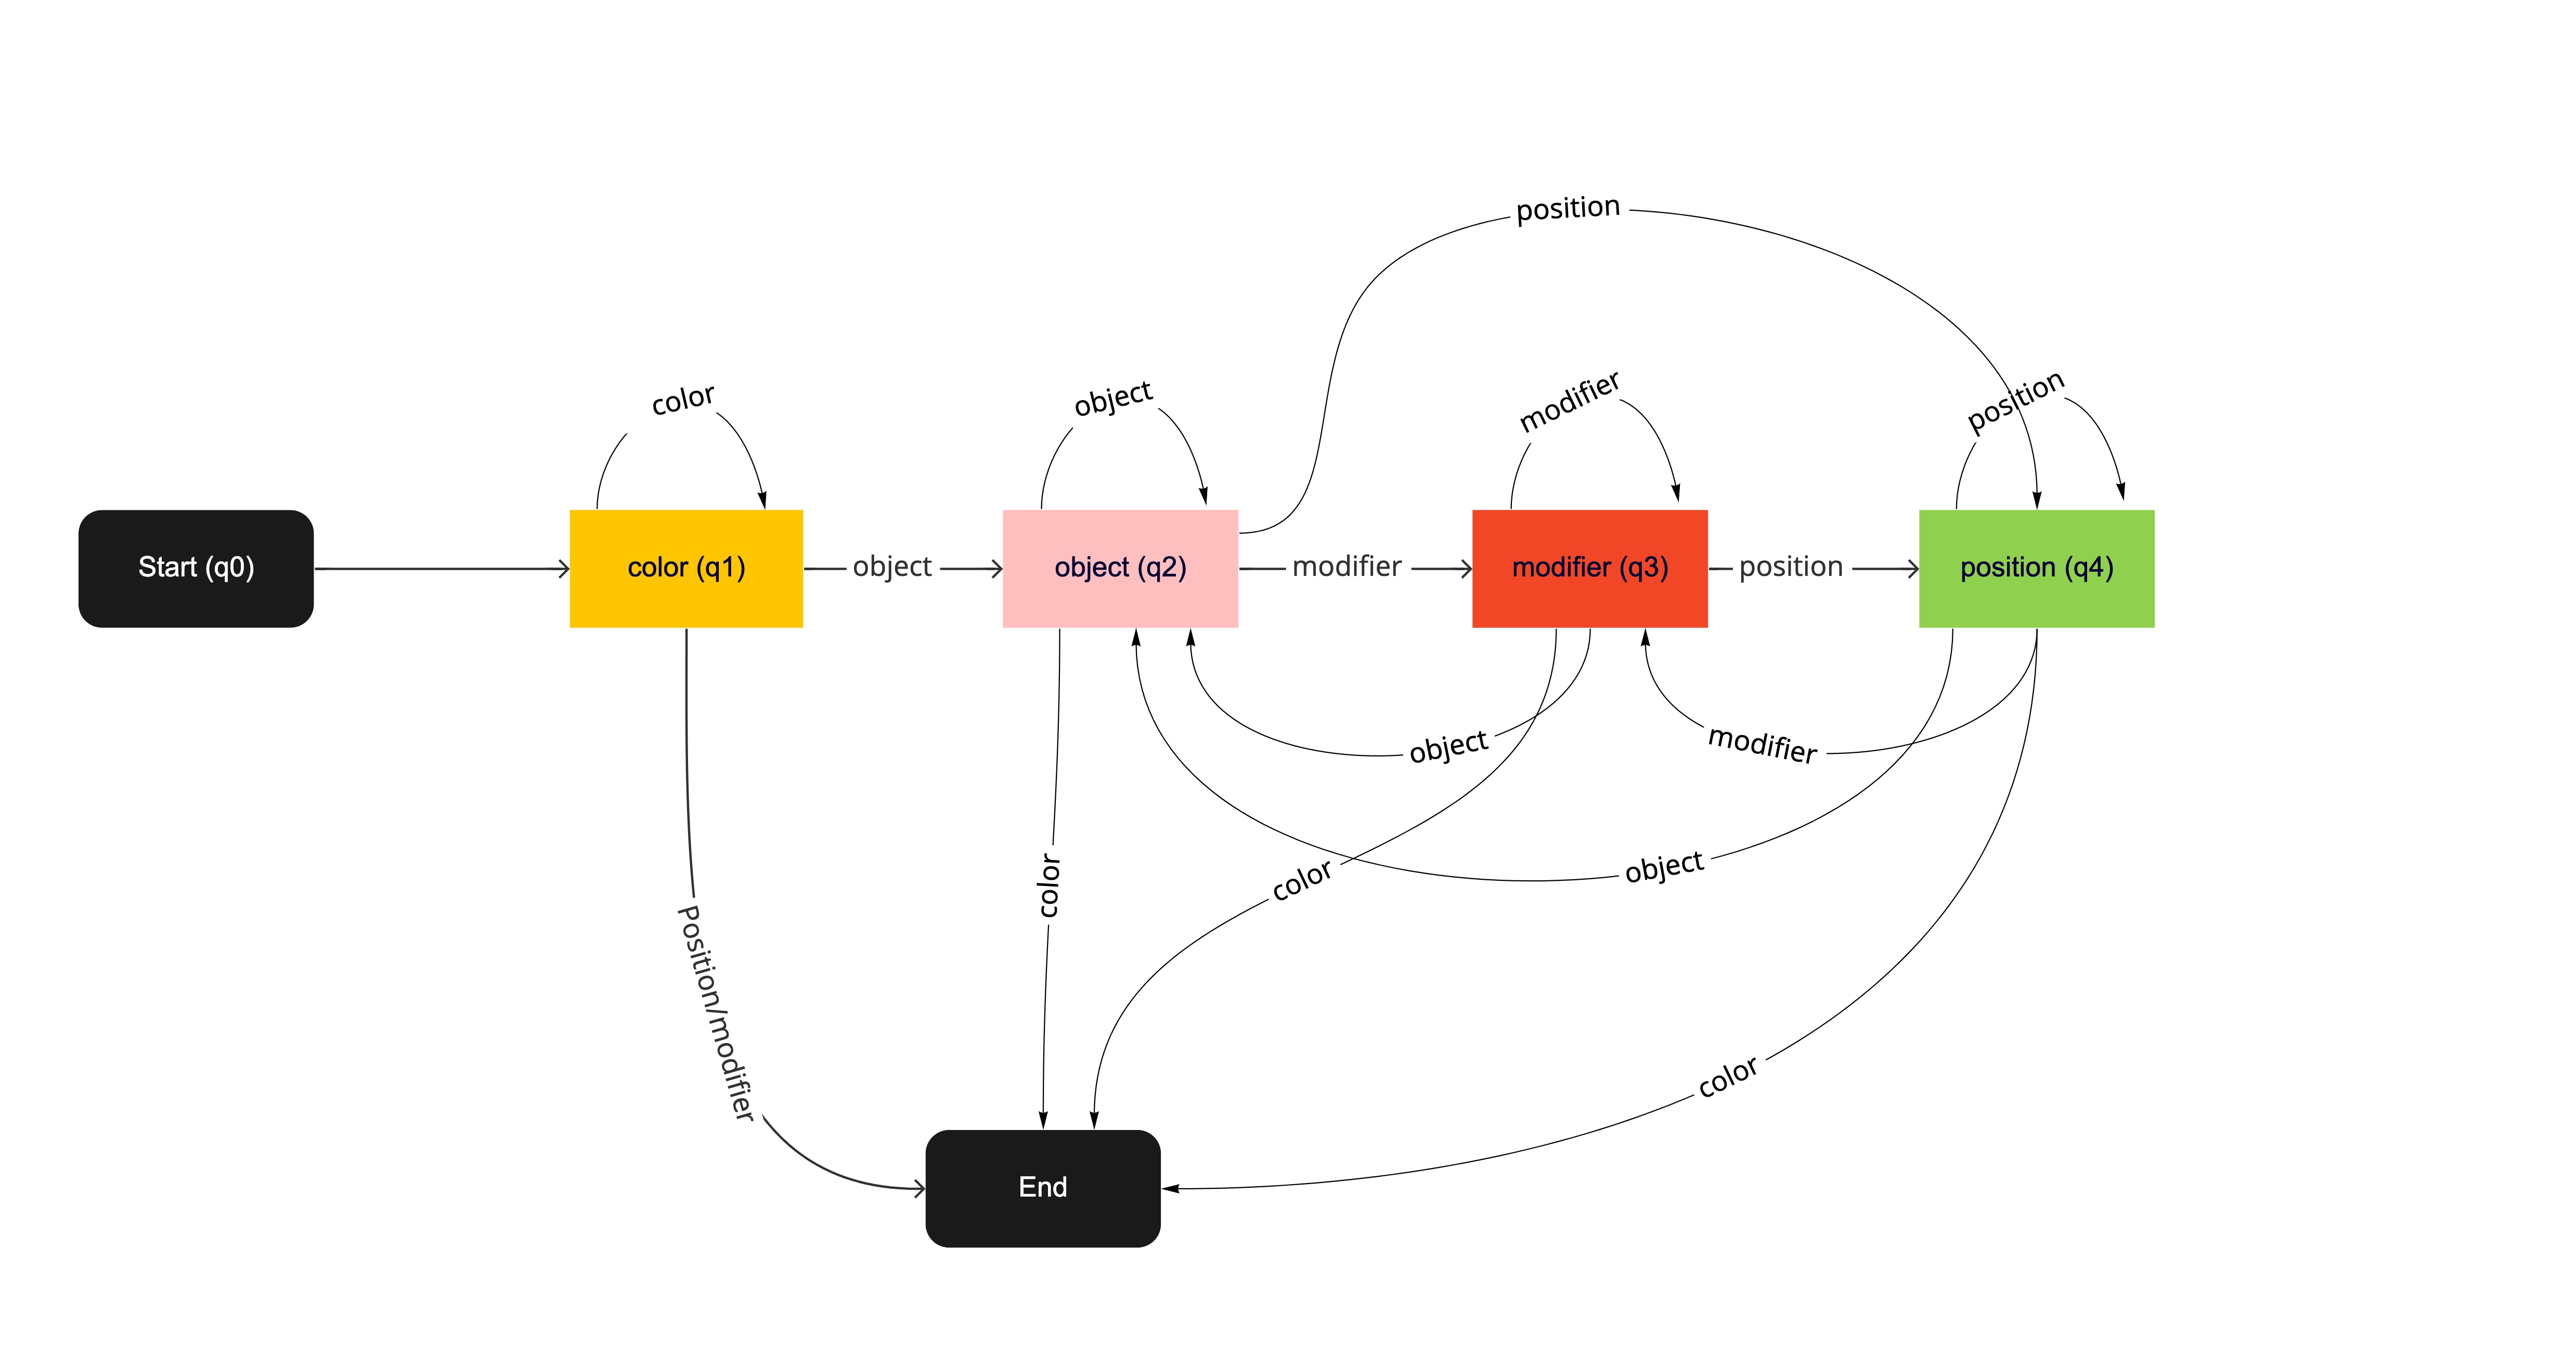 position
color
object
modifier
position
Start (q0)
color (q1)
object
object (q2)
modifier
modifier (q3)
position
position (q4)
object
modifier
color
color
object
Position/modifier
color
End